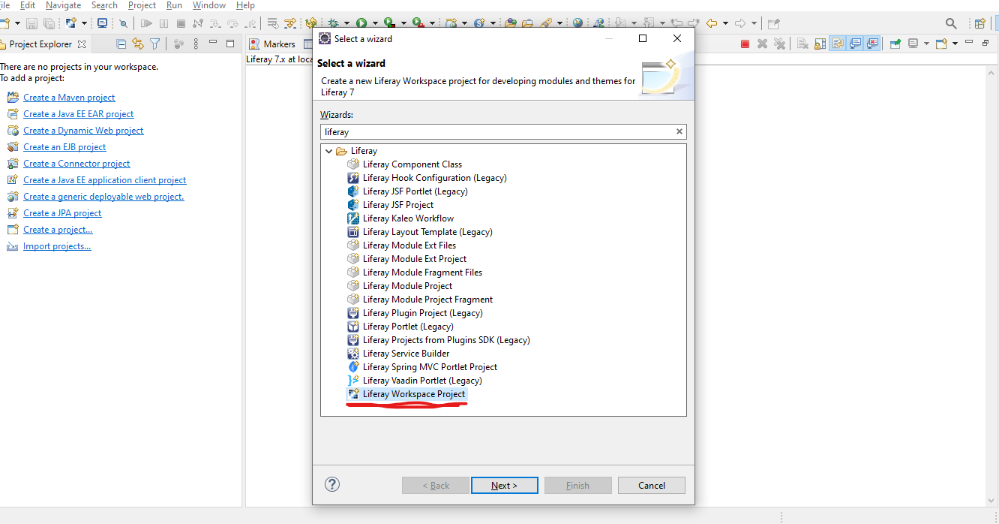 ile Edit Navigate Search Project Run Window Help
Project Explorer
There are no projects in your workspace.
To add a project:
Create a Maven project
Create a Java EE EAR project
Create a Dynamic Web project
Create an EJB project
Create a Connector project
Create a Java EE application client project
Create a generic deployable web project.
Create a JPA project
Create a project...
Import projects...
Markers
Liferay 7.x at loca
Select a wizard
Select a wizard
Create a new Liferay Workspace project for developing modules and themes for
Liferay 7
Wizards:
liferay
Liferay
Liferay Component Class
Liferay Hook Configuration (Legacy)
Liferay JSF Portlet (Legacy)
Liferay JSF Project
Liferay Kaleo Workflow
Liferay Layout Template (Legacy)
Liferay Module Ext Files
Liferay Module Ext Project
Liferay Module Fragment Files
Liferay Module Project
Liferay Module Project Fragment
Liferay Plugin Project (Legacy)
Liferay Portlet (Legacy)
Liferay Projects from Plugins SDK (Legacy)
Liferay Service Builder
Liferay Spring MVC Portlet Project
Liferay Vaadin Portlet (Legacy)
Liferay Workspace Project
< Back Next > Finish Cancel